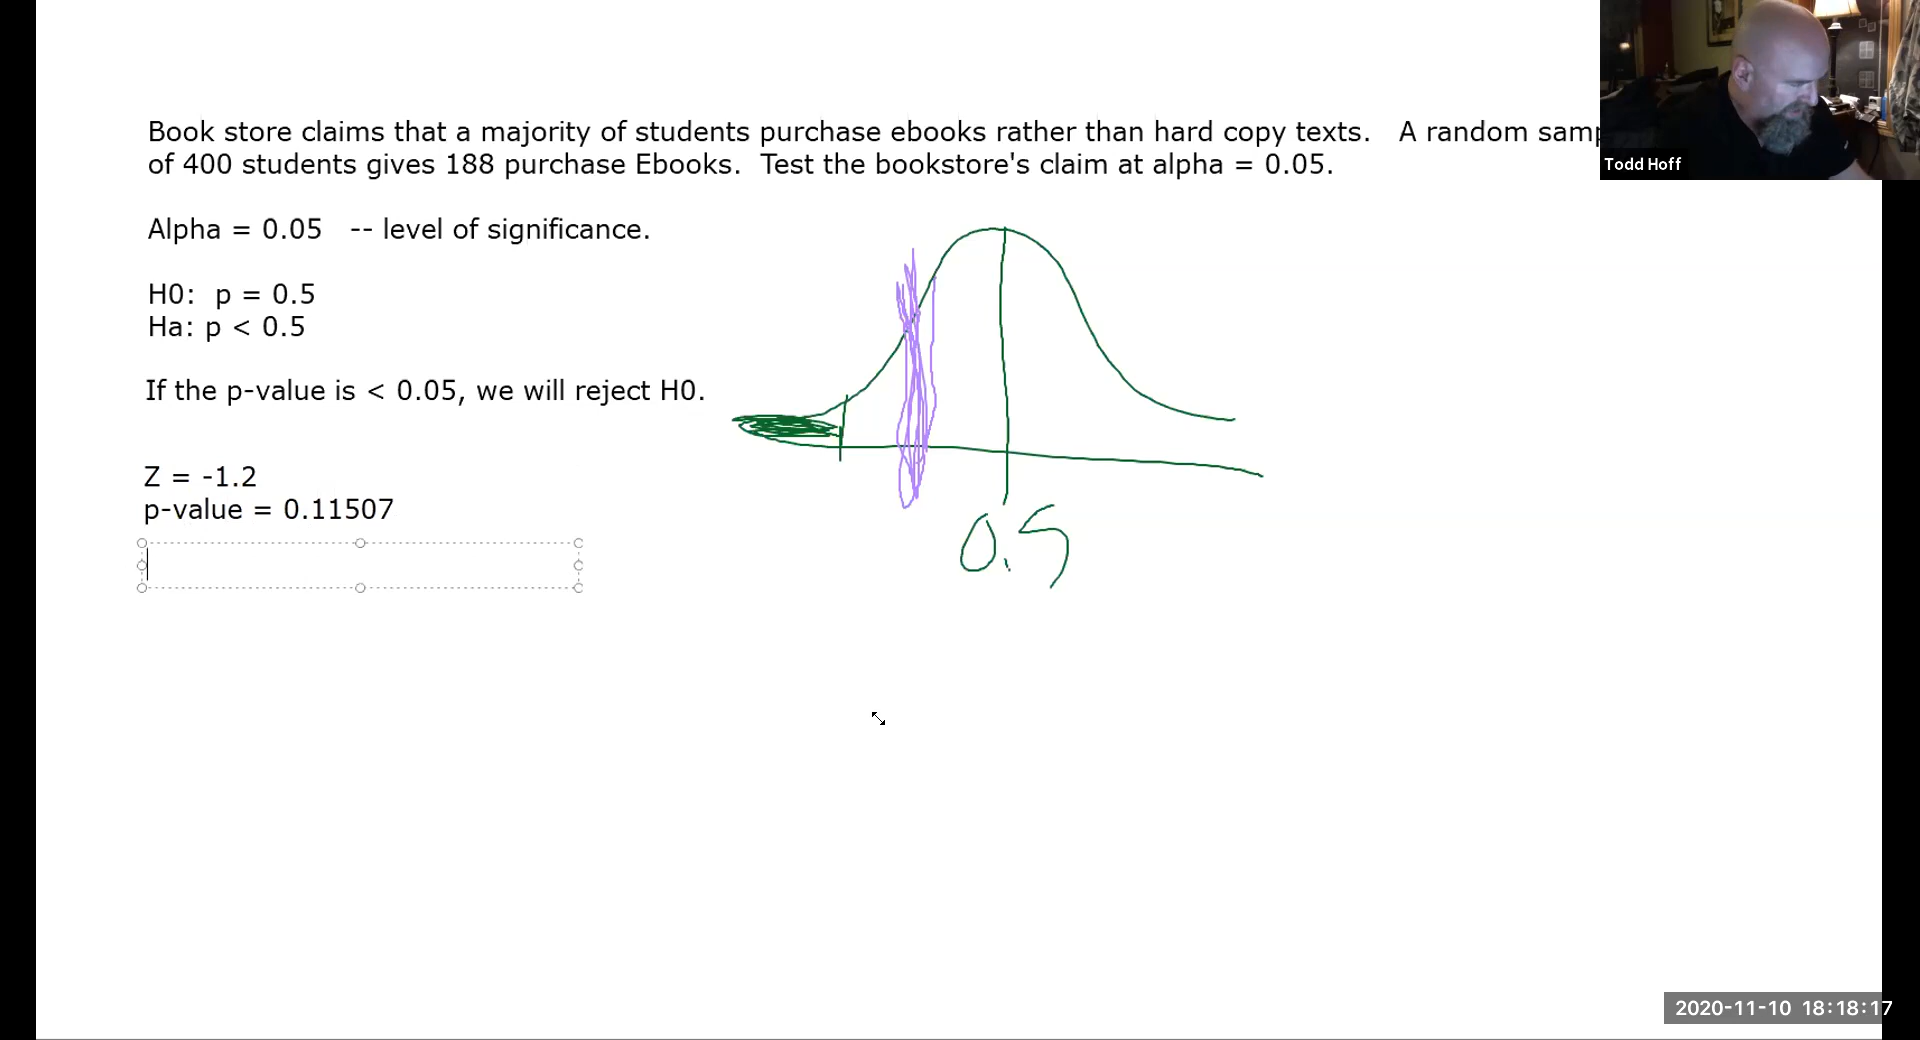 Book store claims that a majority of students purchase ebooks rather than hard copy texts. A random
of 400 students gives 188 purchase Ebooks. Test the bookstore's claim at alpha = 0.05.
Todd Hoff
Alpha = 0.05 -- level of significance.
H0: p = 0.5
Ha: p < 0.5
If the p-value is < 0.05, we will reject H0.
Z = -1.2
p-value = 0.11507
0.5
2020-11-10 18:18:17